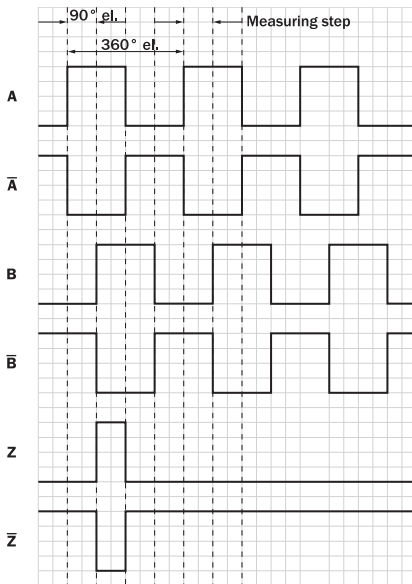 90° el.
Measuring step
360° el.
A
A̅
B
B̅
Z
Z̅